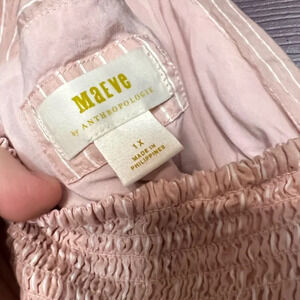 MAEVE
by ANTHROPOLOGIE
1X
MADE IN
PHILIPPINES